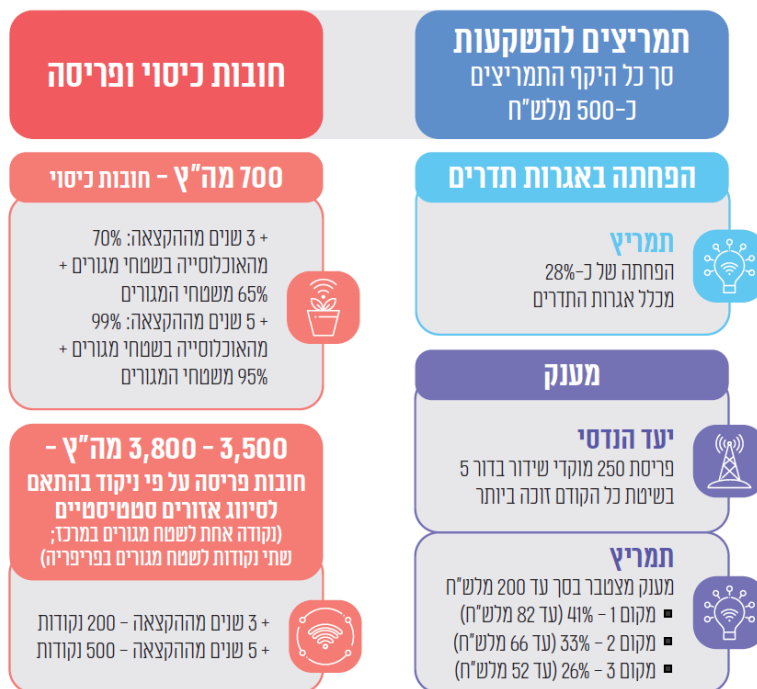 תמריצים להשקעות
סך כל היקף התמריצים
כ-500 מלש"ח
הפחתה באגרות תדרים
תמריץ
הפחתה של כ-28%
מכלל אגרות התדרים
מענק
יעד הנדסי
פריסת 250 מוקדי שידור בדור 5
בשיטת כל הקודם זוכה ביותר
תמריץ
מענק מצטבר בסך עד 200 מלש"ח
▪ מקום 1 - 41% (עד 82 מלש"ח)
▪ מקום 2 - 33% (עד 66 מלש"ח)
▪ מקום 3 - 26% (עד 52 מלש"ח)
חובות כיסוי ופריסה
700 מה"ץ - חובות כיסוי
+ 3 שנים מההקצאה: 70%
מהאוכלוסייה בשטחי מגורים +
65% משטחי המגורים
+ 5 שנים מההקצאה: 99%
מהאוכלוסייה בשטחי מגורים +
95% משטחי המגורים
3,500 - 3,800 מה"ץ -
חובות פריסה על פי ניקוד בהתאם
לסיווג אזורים סטטיסטיים
(נקודה אחת לשטח מגורים במרכז;
שתי נקודות לשטח מגורים בפריפריה)
+ 3 שנים מההקצאה - 200 נקודות
+ 5 שנים מההקצאה - 500 נקודות